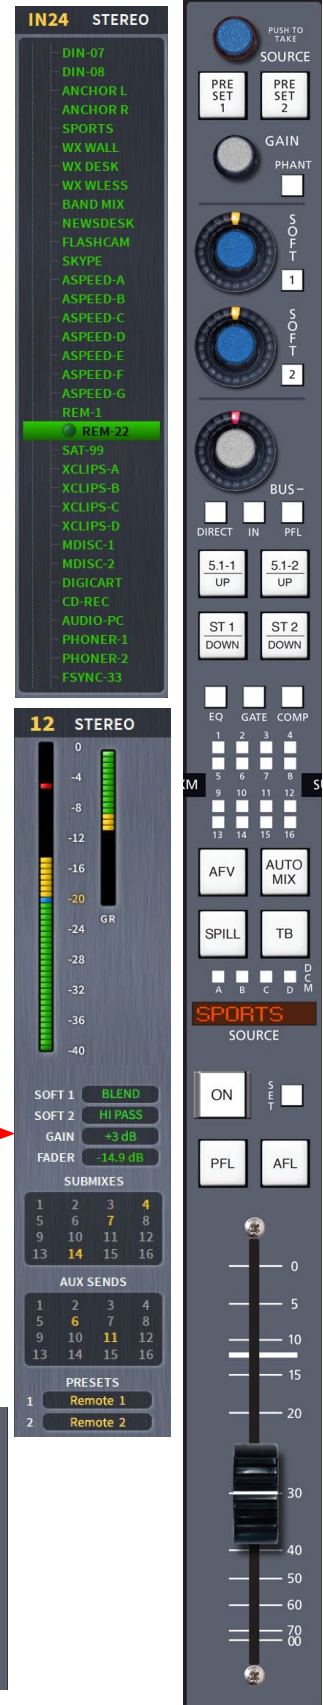 IN24 STEREO
DIN-07
DIN-08
ANCHOR L
ANCHOR R
SPORTS
WX WALL
WX DESK
WX WLESS
BAND MIX
NEWSDESK
FLASHCAM
SKYPE
ASPEED-A
ASPEED-B
ASPEED-C
ASPEED-D
ASPEED-E
ASPEED-F
ASPEED-G
REM-1
REM-22
SAT-99
XCLIPS-A
XCLIPS-B
XCLIPS-C
XCLIPS-D
MDISC-1
MDISC-2
DIGICART
CD-REC
AUDIO-PC
PHONER-1
PHONER-2
FSYNC-33
12 STEREO
0
-4
-8
-12
-16
-20
-24
-28
-32
-36
-40
GR
SOFT 1 BLEND
SOFT 2 HI PASS
GAIN +3 dB
FADER -14.9 dB
SUBMIXES
1 2 3 4
5 6 7 8
9 10 11 12
13 14 15 16
AUX SENDS
1 2 3 4
5 6 7 8
9 10 11 12
13 14 15 16
PRESETS
1 Remote 1
2 Remote 2
PUSH TO
TAKE
SOURCE
PRE SET 1
PRE SET 2
GAIN
PHANT
SOFT
1
SOFT
2
BUS–
DIRECT IN PFL
5.1-1 UP
5.1-2 UP
ST 1 DOWN
ST 2 DOWN
EQ GATE COMP
1 2 3 4
5 6 7 8
9 10 11 12
13 14 15 16
AFV
AUTO MIX
SPILL
TB
A B C D
DCM
SPORTS
SOURCE
ON
SET
PFL
AFL
0
5
10
15
20
30
40
50
60
70
00